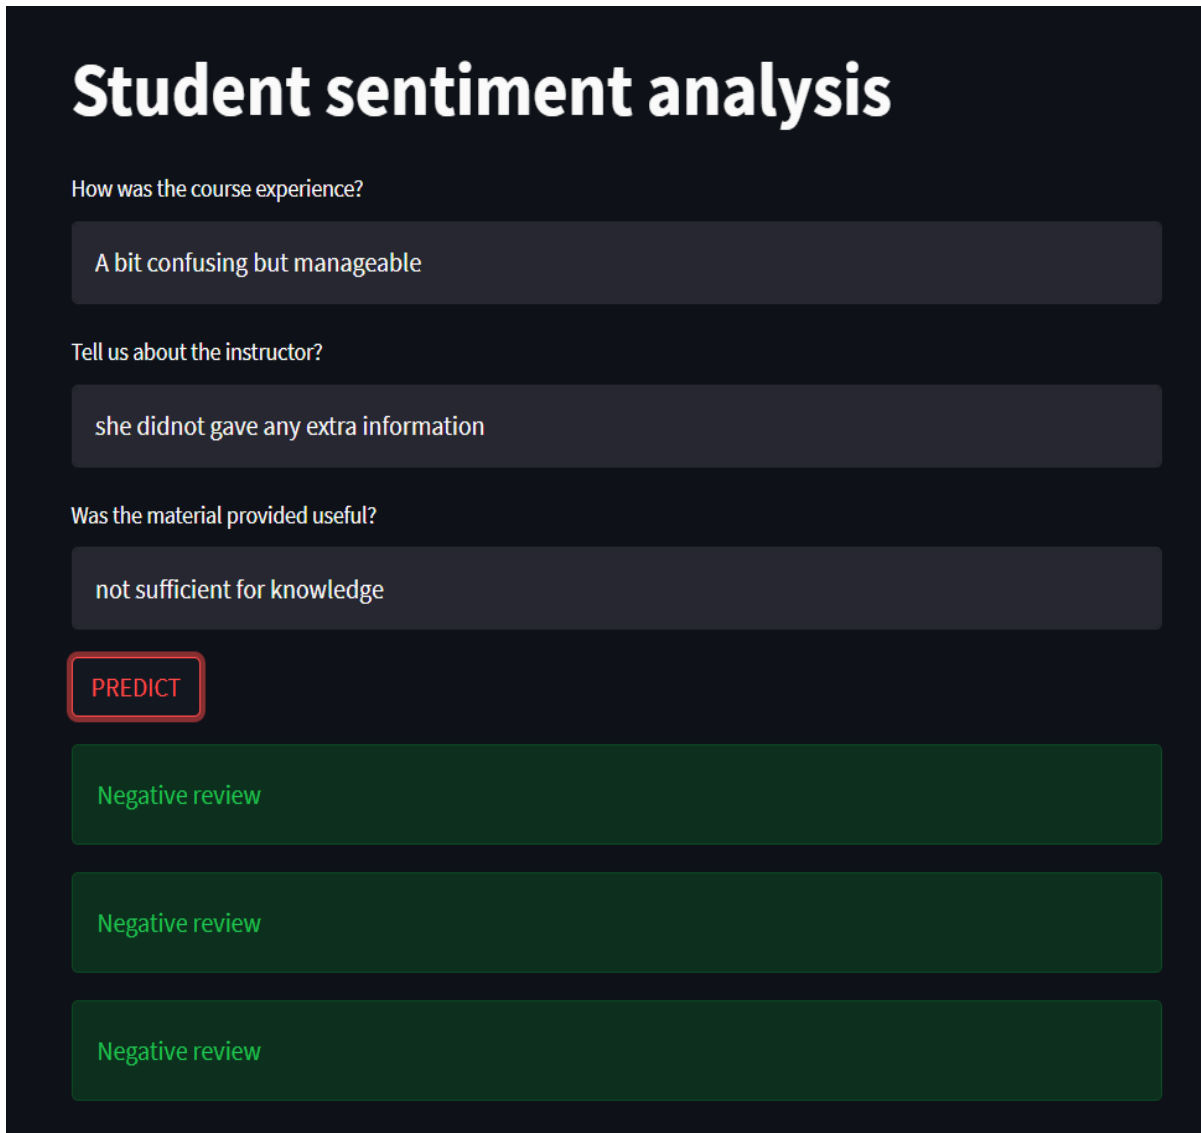 Student sentiment analysis
How was the course experience?
A bit confusing but manageable
Tell us about the instructor?
she didnot gave any extra information
Was the material provided useful?
not sufficient for knowledge
PREDICT
Negative review
Negative review
Negative review